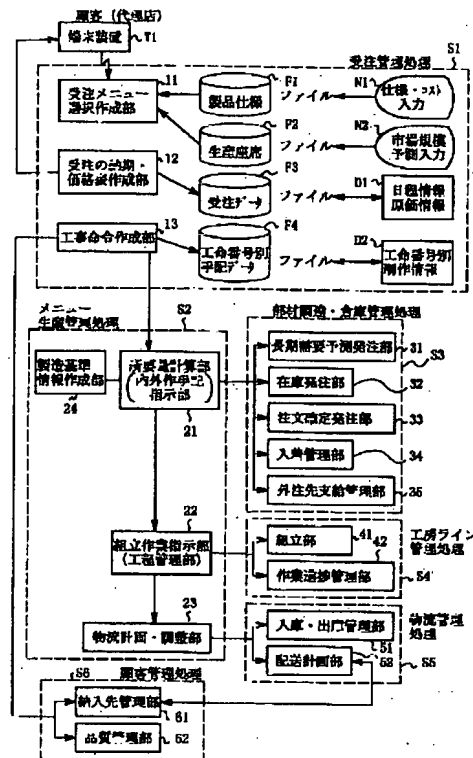 顧客(代理店)
端末装置
T1
S1
受注管理処理
11
受注メニュー
選択作成部
F1
製品仕様
ファイル
N1
仕様・コスト
入力
F2
生産座席
ファイル
N2
市場規模
予測入力
12
受注の納期・
価格
作成部
F3
受注データ
ファイル
D1
日程情報
原価情報
13
工事命令作成部
F4
工命番号別
手配データ
ファイル
D2
工命番号別
製作情報
メニュー
生産管理処理
S2
製造基準
情報作成部
24
所要量計算部
(内外作手配
指示部)
21
部材調達・倉庫管理処理
長期需要予測発注部
31
S3
在庫発注部
32
注文確定発注部
33
入荷管理部
34
外注先支給管理部
35
22
組立作業指示部
(工程管理部)
組立部
41
42
作業進捗管理部
S4
工房ライン
管理処理
23
物流計画・調整部
入庫・出門管理部
51
配送計画部
52
S5
物流管理
処理
S6
顧客管理処理
納入先管理部
61
品質管理部
62